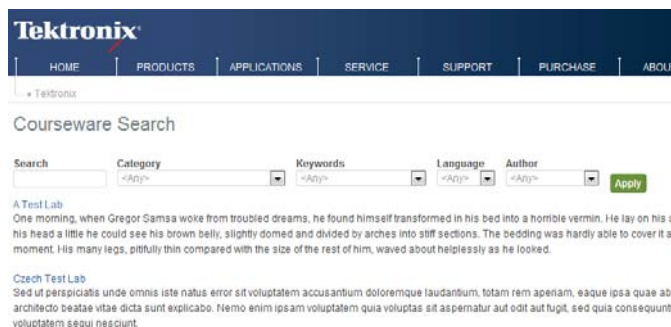 Tektronix
HOME PRODUCTS APPLICATIONS SERVICE SUPPORT PURCHASE ABOU
Tektronix
Courseware Search
Search Category Keywords Language Author
<Any> <Any> <Any> <Any> Apply
A Test Lab
One morning, when Gregor Samsa woke from troubled dreams, he found himself transformed in his bed into a horrible vermin. He lay on his
his head a little he could see his brown belly, slightly domed and divided by arches into stiff sections. The bedding was hardly able to cover it a
moment. His many legs, pitifully thin compared with the size of the rest of him, waved about helplessly as he looked.
Czech Test Lab
Sed ut perspiciatis unde omnis iste natus error sit voluptatem accusantium doloremque laudantium, totam rem aperiam, eaque ipsa quae ab
architecto beatae vitae dicta sunt explicabo. Nemo enim ipsam voluptatem quia voluptas sit aspernatur aut odit aut fugit, sed quia consequunt
voluptatem sequi nesciunt.